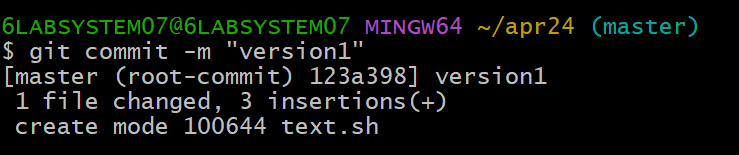 6LABSYSTEM07@6LABSYSTEM07 MINGW64 ~/apr24 (master)
$ git commit -m "version1"
[master (root-commit) 123a398] version1
 1 file changed, 3 insertions(+)
 create mode 100644 text.sh